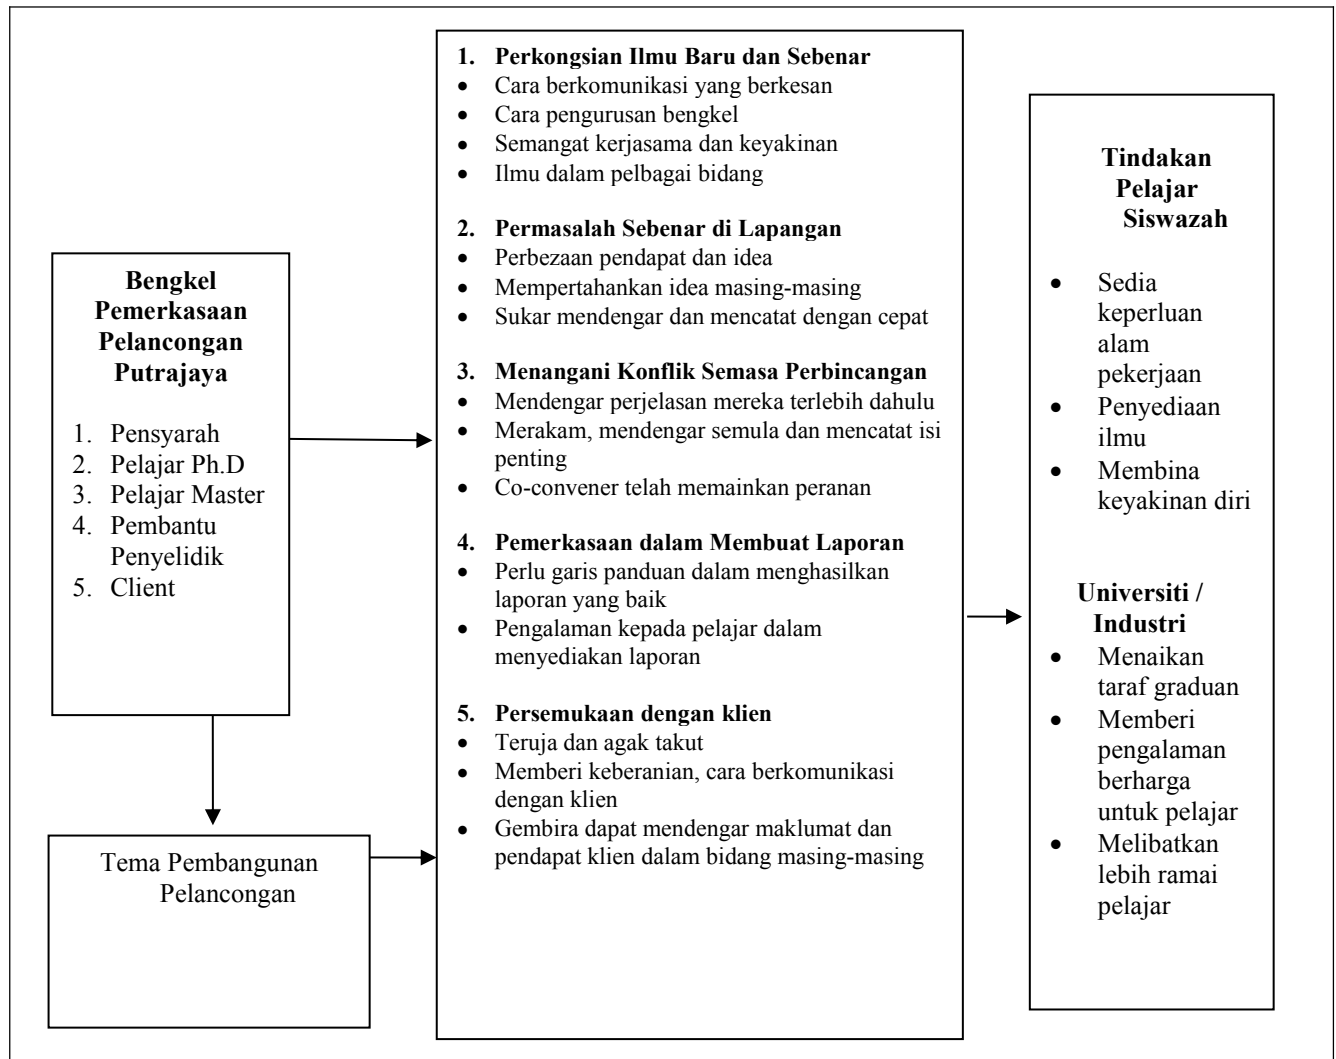 Bengkel
Pemerkasaan
Pelancongan
Putrajaya
1. Pensyarah
2. Pelajar Ph.D
3. Pelajar Master
4. Pembantu
Penyelidik
5. Client
Tema Pembangunan
Pelancongan
1. Perkongsian Ilmu Baru dan Sebenar
• Cara berkomunikasi yang berkesan
• Cara pengurusan bengkel
• Semangat kerjasama dan keyakinan
• Ilmu dalam pelbagai bidang
2. Permasalah Sebenar di Lapangan
• Perbezaan pendapat dan idea
• Mempertahankan idea masing-masing
• Sukar mendengar dan mencatat dengan cepat
3. Menangani Konflik Semasa Perbincangan
• Mendengar perjelasan mereka terlebih dahulu
• Merakam, mendengar semula dan mencatat isi
penting
• Co-convener telah memainkan peranan
4. Pemerkasaan dalam Membuat Laporan
• Perlu garis panduan dalam menghasilkan
laporan yang baik
• Pengalaman kepada pelajar dalam
menyediakan laporan
5. Persemukaan dengan klien
• Teruja dan agak takut
• Memberi keberanian, cara berkomunikasi
dengan klien
• Gembira dapat mendengar maklumat dan
pendapat klien dalam bidang masing-masing
Tindakan
Pelajar
Siswazah
• Sedia
keperluan
alam
pekerjaan
• Penyediaan
ilmu
• Membina
keyakinan diri
Universiti /
Industri
• Menaikan
taraf graduan
• Memberi
pengalaman
berharga
untuk pelajar
• Melibatkan
lebih ramai
pelajar